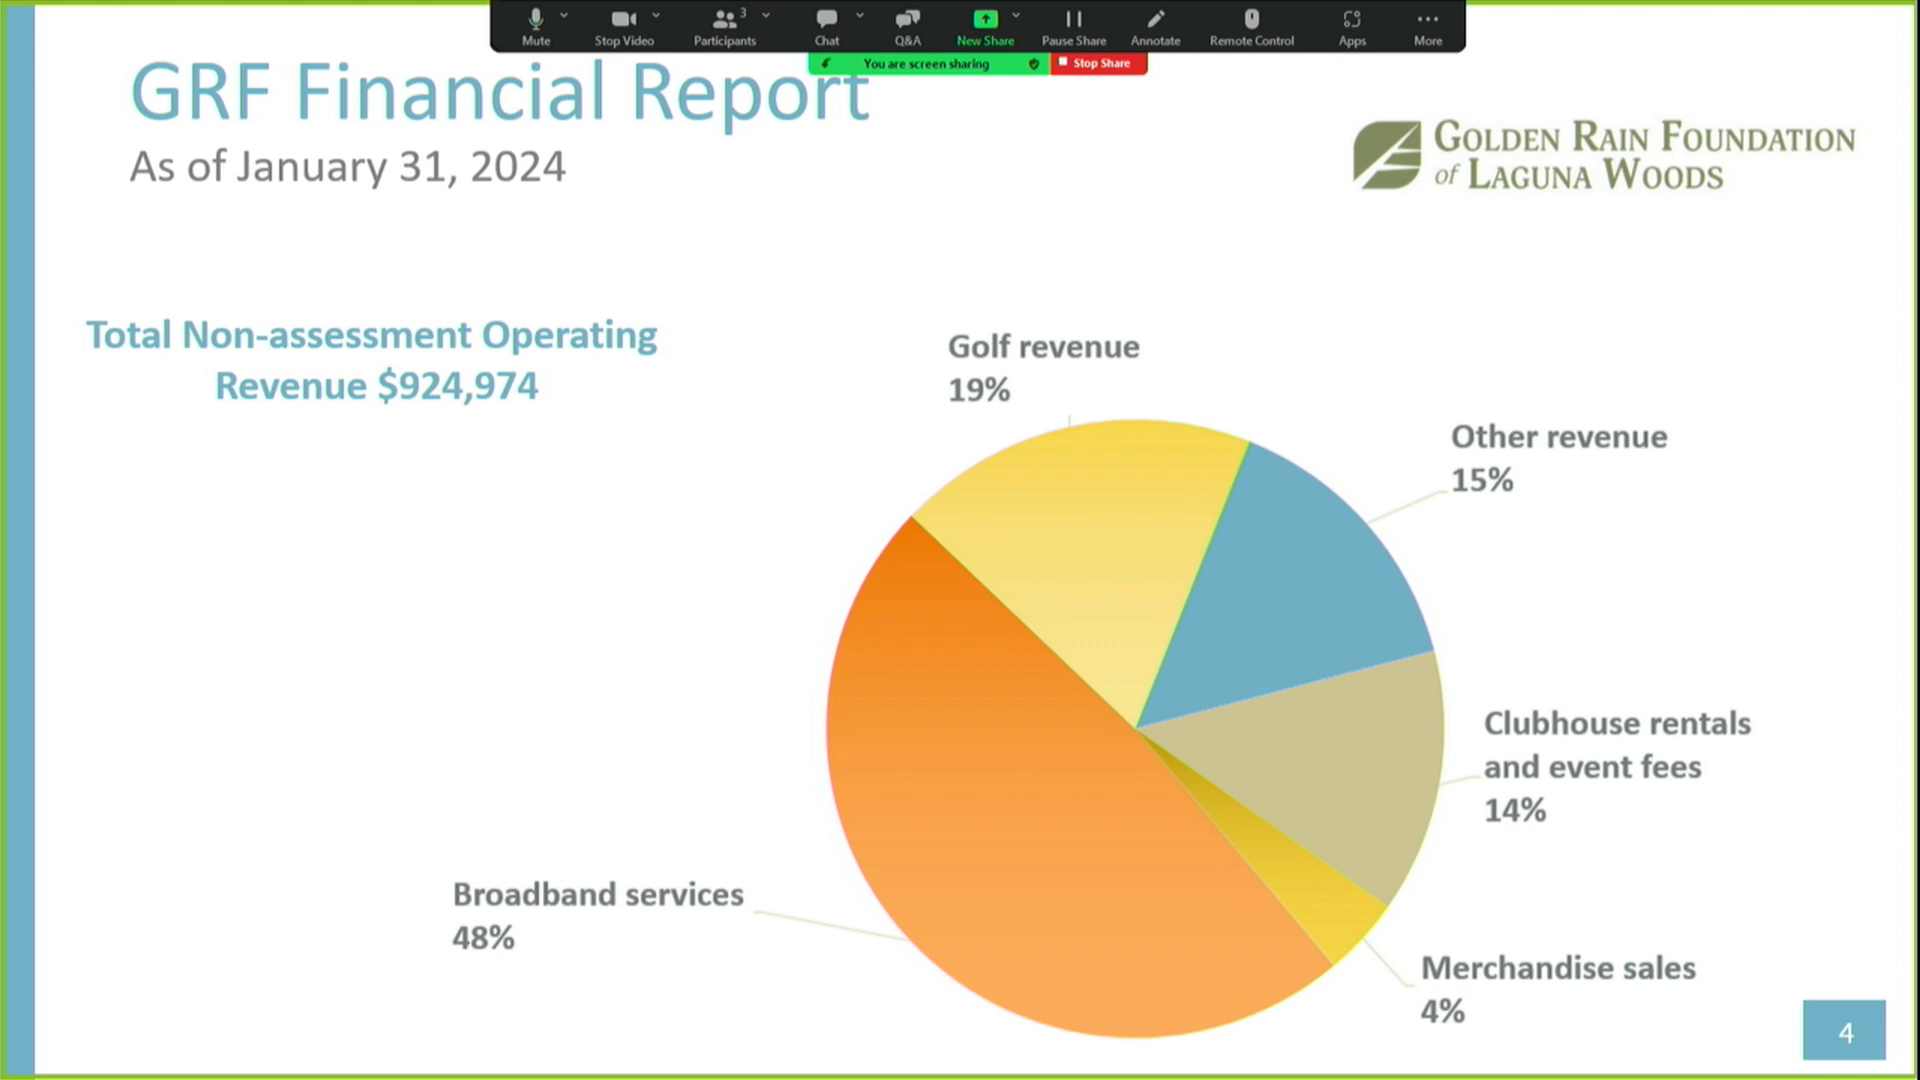 Mute
Stop Video
Participants
3
Chat
Q&A
New Share
Pause Share
Annotate
Remote Control
Apps
More
You are screen sharing
Stop Share
GRF Financial Report
As of January 31, 2024
GOLDEN RAIN FOUNDATION
of LAGUNA WOODS
Total Non-assessment Operating
Revenue $924,974
Golf revenue
19%
Other revenue
15%
Clubhouse rentals
and event fees
14%
Broadband services
48%
Merchandise sales
4%
4